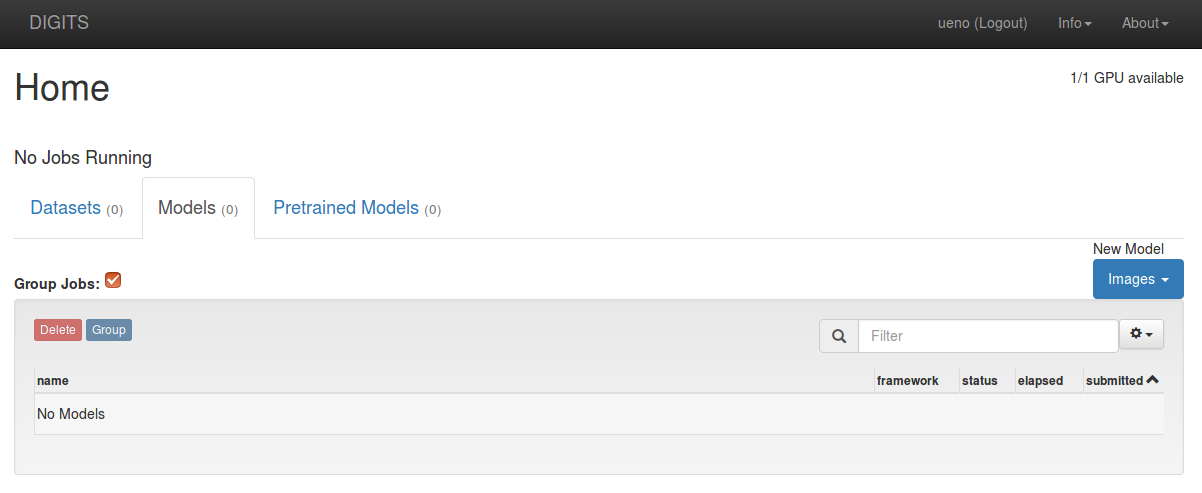 DIGITS ueno (Logout) Info About
Home 1/1 GPU available
No Jobs Running
Datasets (0) Models (0) Pretrained Models (0)
New Model
Group Jobs: Images
Delete Group Filter
name framework status elapsed submitted
No Models